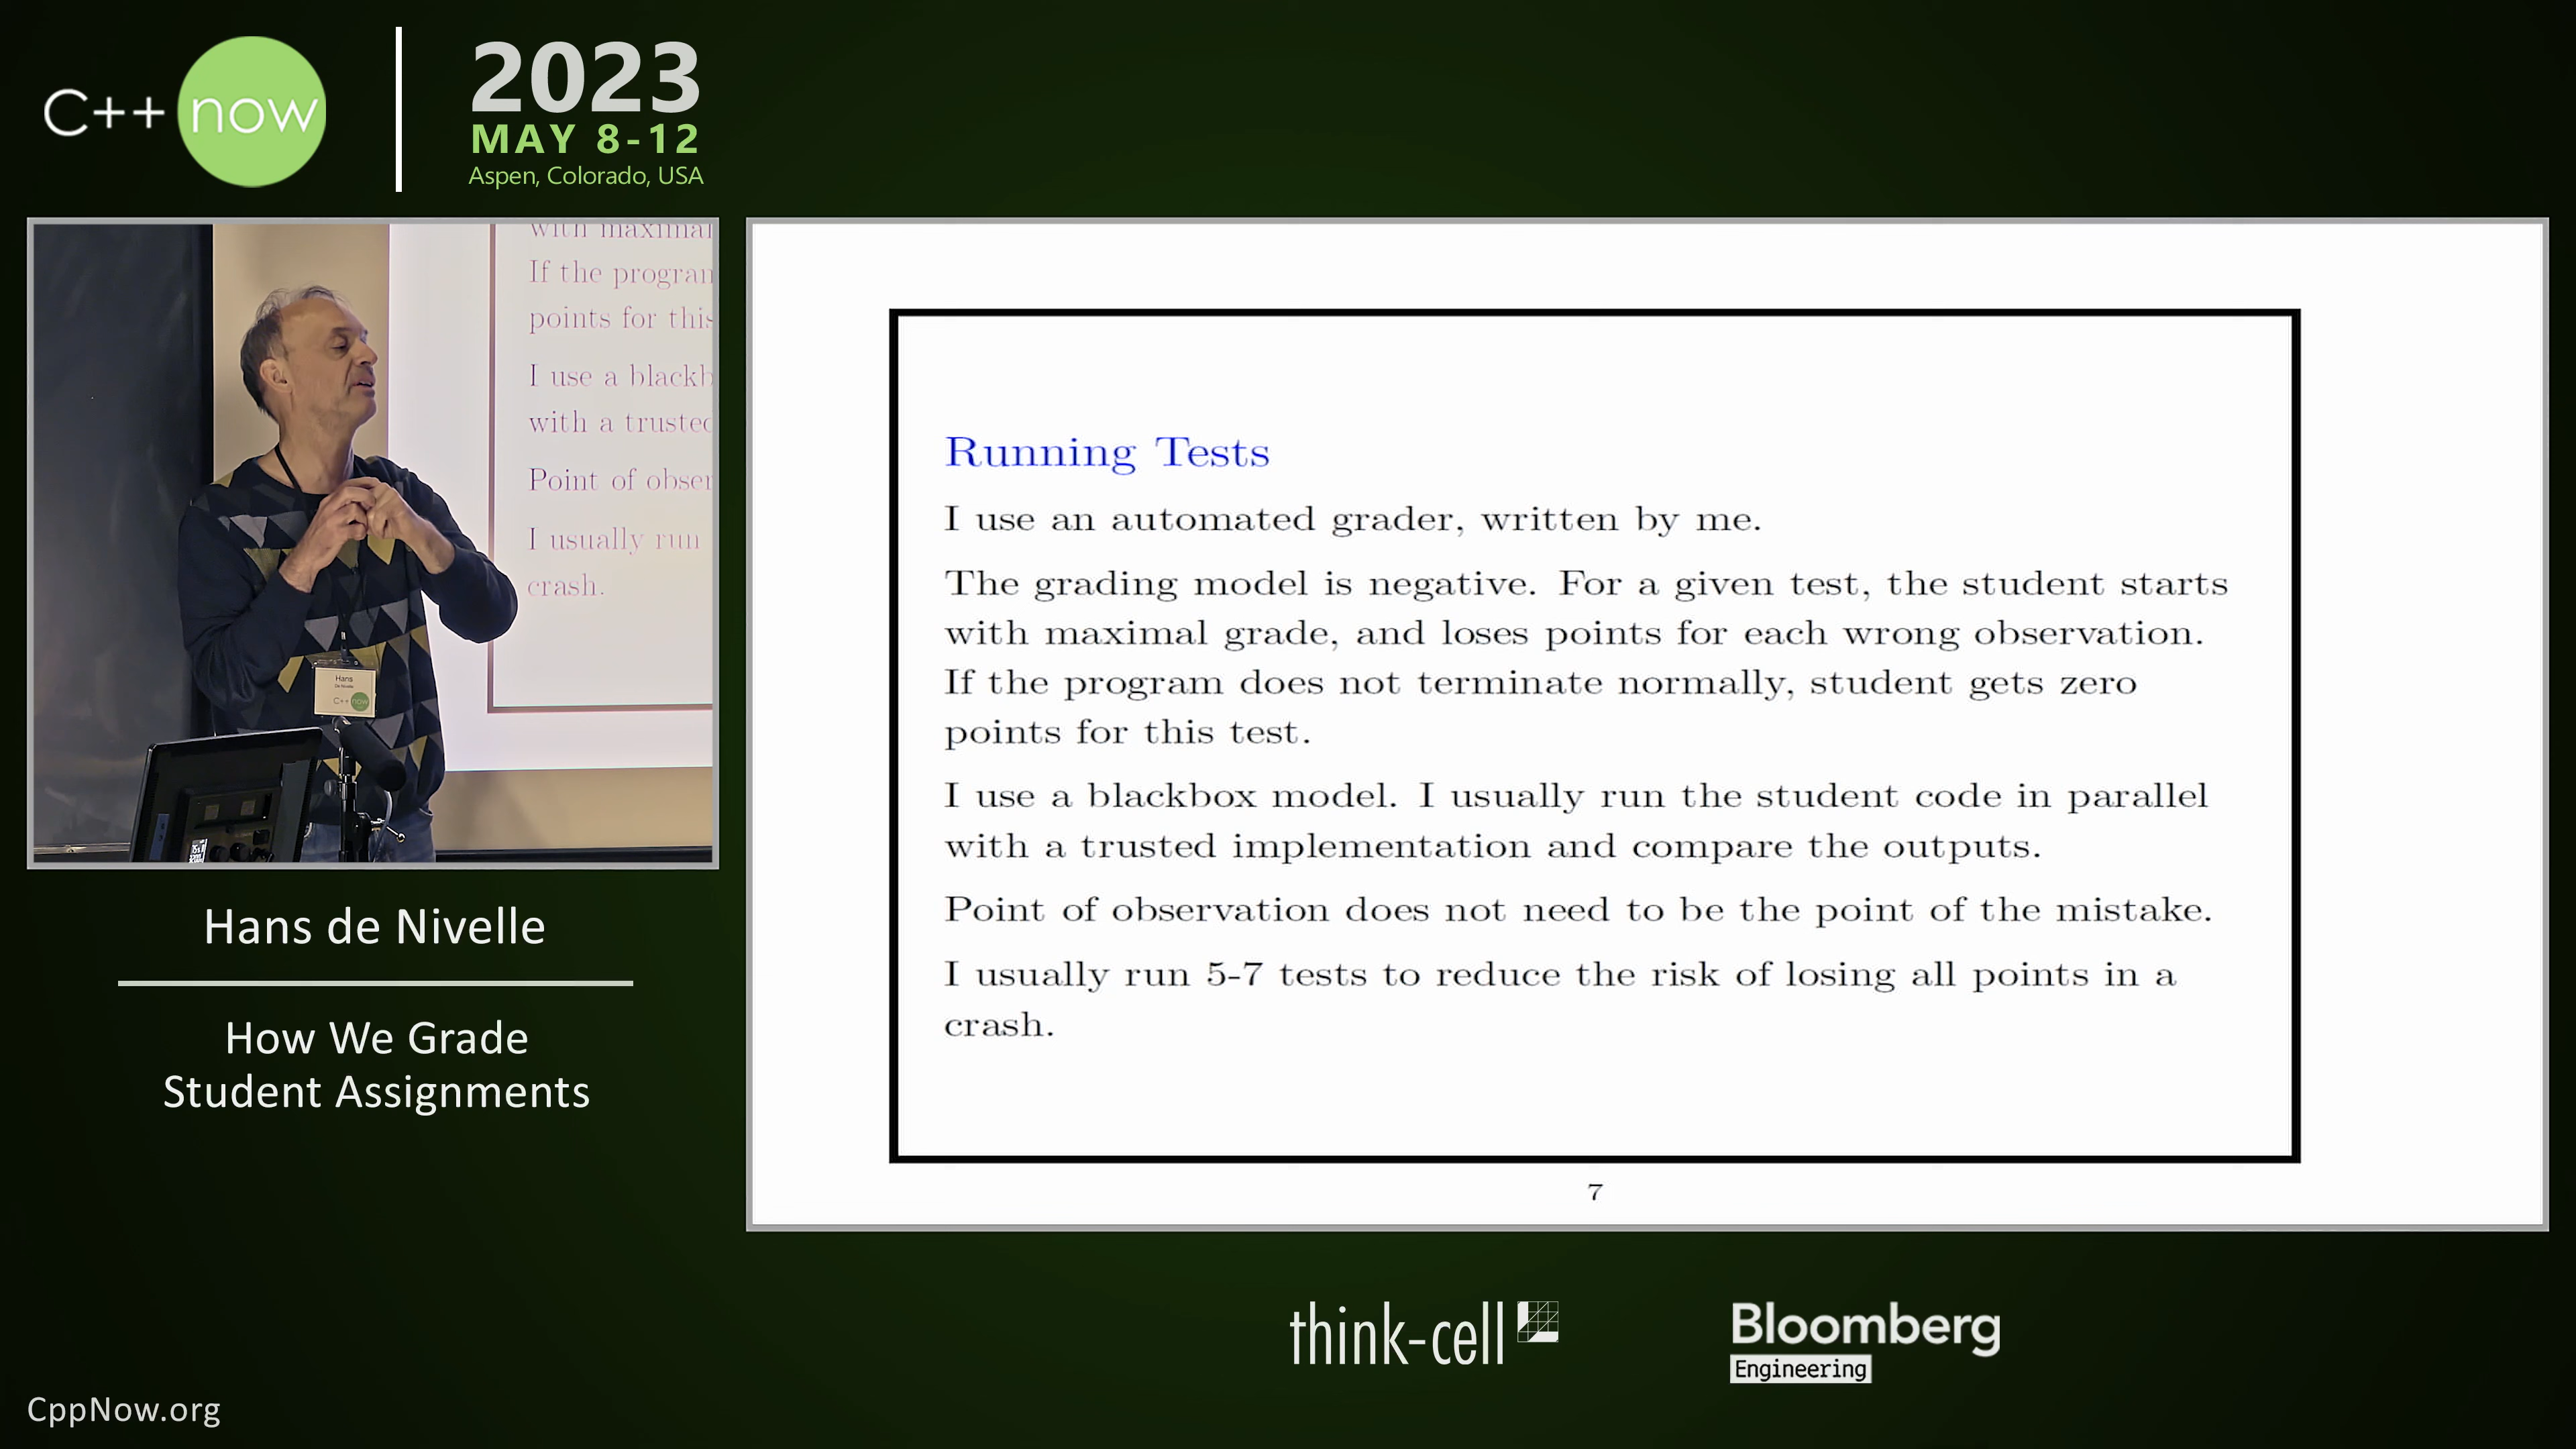 C++ now
2023
MAY 8-12
Aspen, Colorado, USA
with maximal
If the program
points for this
I use a blackb
with a trusted
Point of obser
I usually run
crash.
Hans
De Nivelle
C++ now
Hans de Nivelle
How We Grade
Student Assignments
Running Tests
I use an automated grader, written by me.
The grading model is negative. For a given test, the student starts
with maximal grade, and loses points for each wrong observation.
If the program does not terminate normally, student gets zero
points for this test.
I use a blackbox model. I usually run the student code in parallel
with a trusted implementation and compare the outputs.
Point of observation does not need to be the point of the mistake.
I usually run 5-7 tests to reduce the risk of losing all points in a
crash.
7
think-cell
Bloomberg
Engineering
CppNow.org